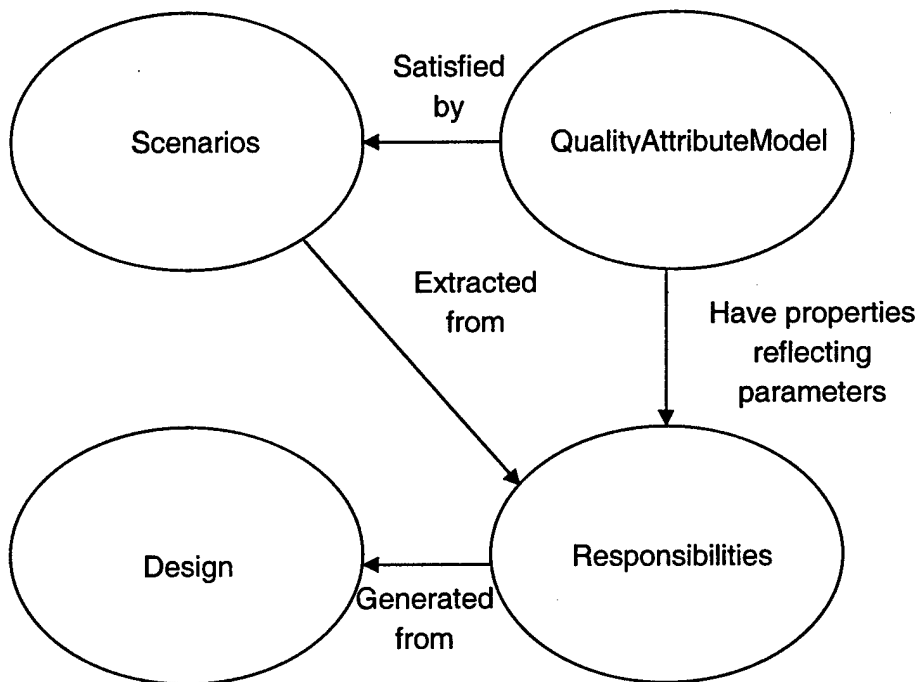 Satisfied
by
Scenarios
QualityAttributeModel
Extracted
from
Have properties
reflecting
parameters
Design
Responsibilities
Generated
from